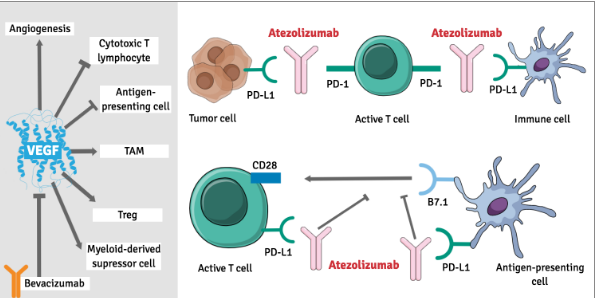 Angiogenesis
Cytotoxic T
lymphocyte
Antigen-
presenting cell
VEGF
TAM
Treg
Myeloid-derived
supressor cell
Bevacizumab
Atezolizumab
Atezolizumab
PD-L1
PD-1
PD-1
PD-L1
Tumor cell
Active T cell
Immune cell
CD28
B7.1
PD-L1
Atezolizumab
PD-L1
Active T cell
Antigen-presenting
cell